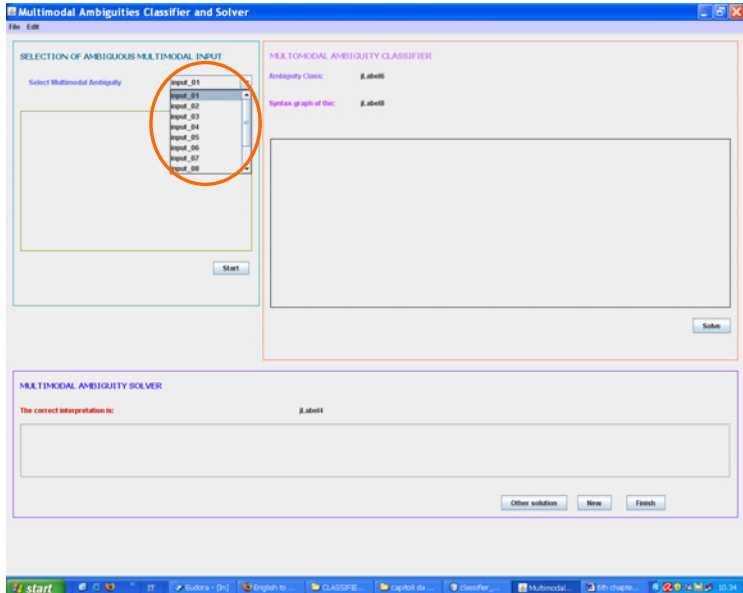 Multimodal Ambiguities Classifier and Solver
File Edit
SELECTION OF AMBIGUOUS MULTIMODAL INPUT
Select Multimodal Ambiguity
input_01
input_01
input_02
input_03
input_04
input_05
input_06
input_07
input_08
Start
MULTOMODAL AMBIGUITY CLASSIFIER
Ambiguity Class: jLabel6
Syntax graph of the: jLabel8
Solve
MULTIMODAL AMBIGUITY SOLVER
The correct interpretation is: jLabel4
Other solution New Finish
start IT Eudora - [In] English to ... CLASSIFIE... capitoli da ... classifier_... Multimodal... 6th chapte... 10.34